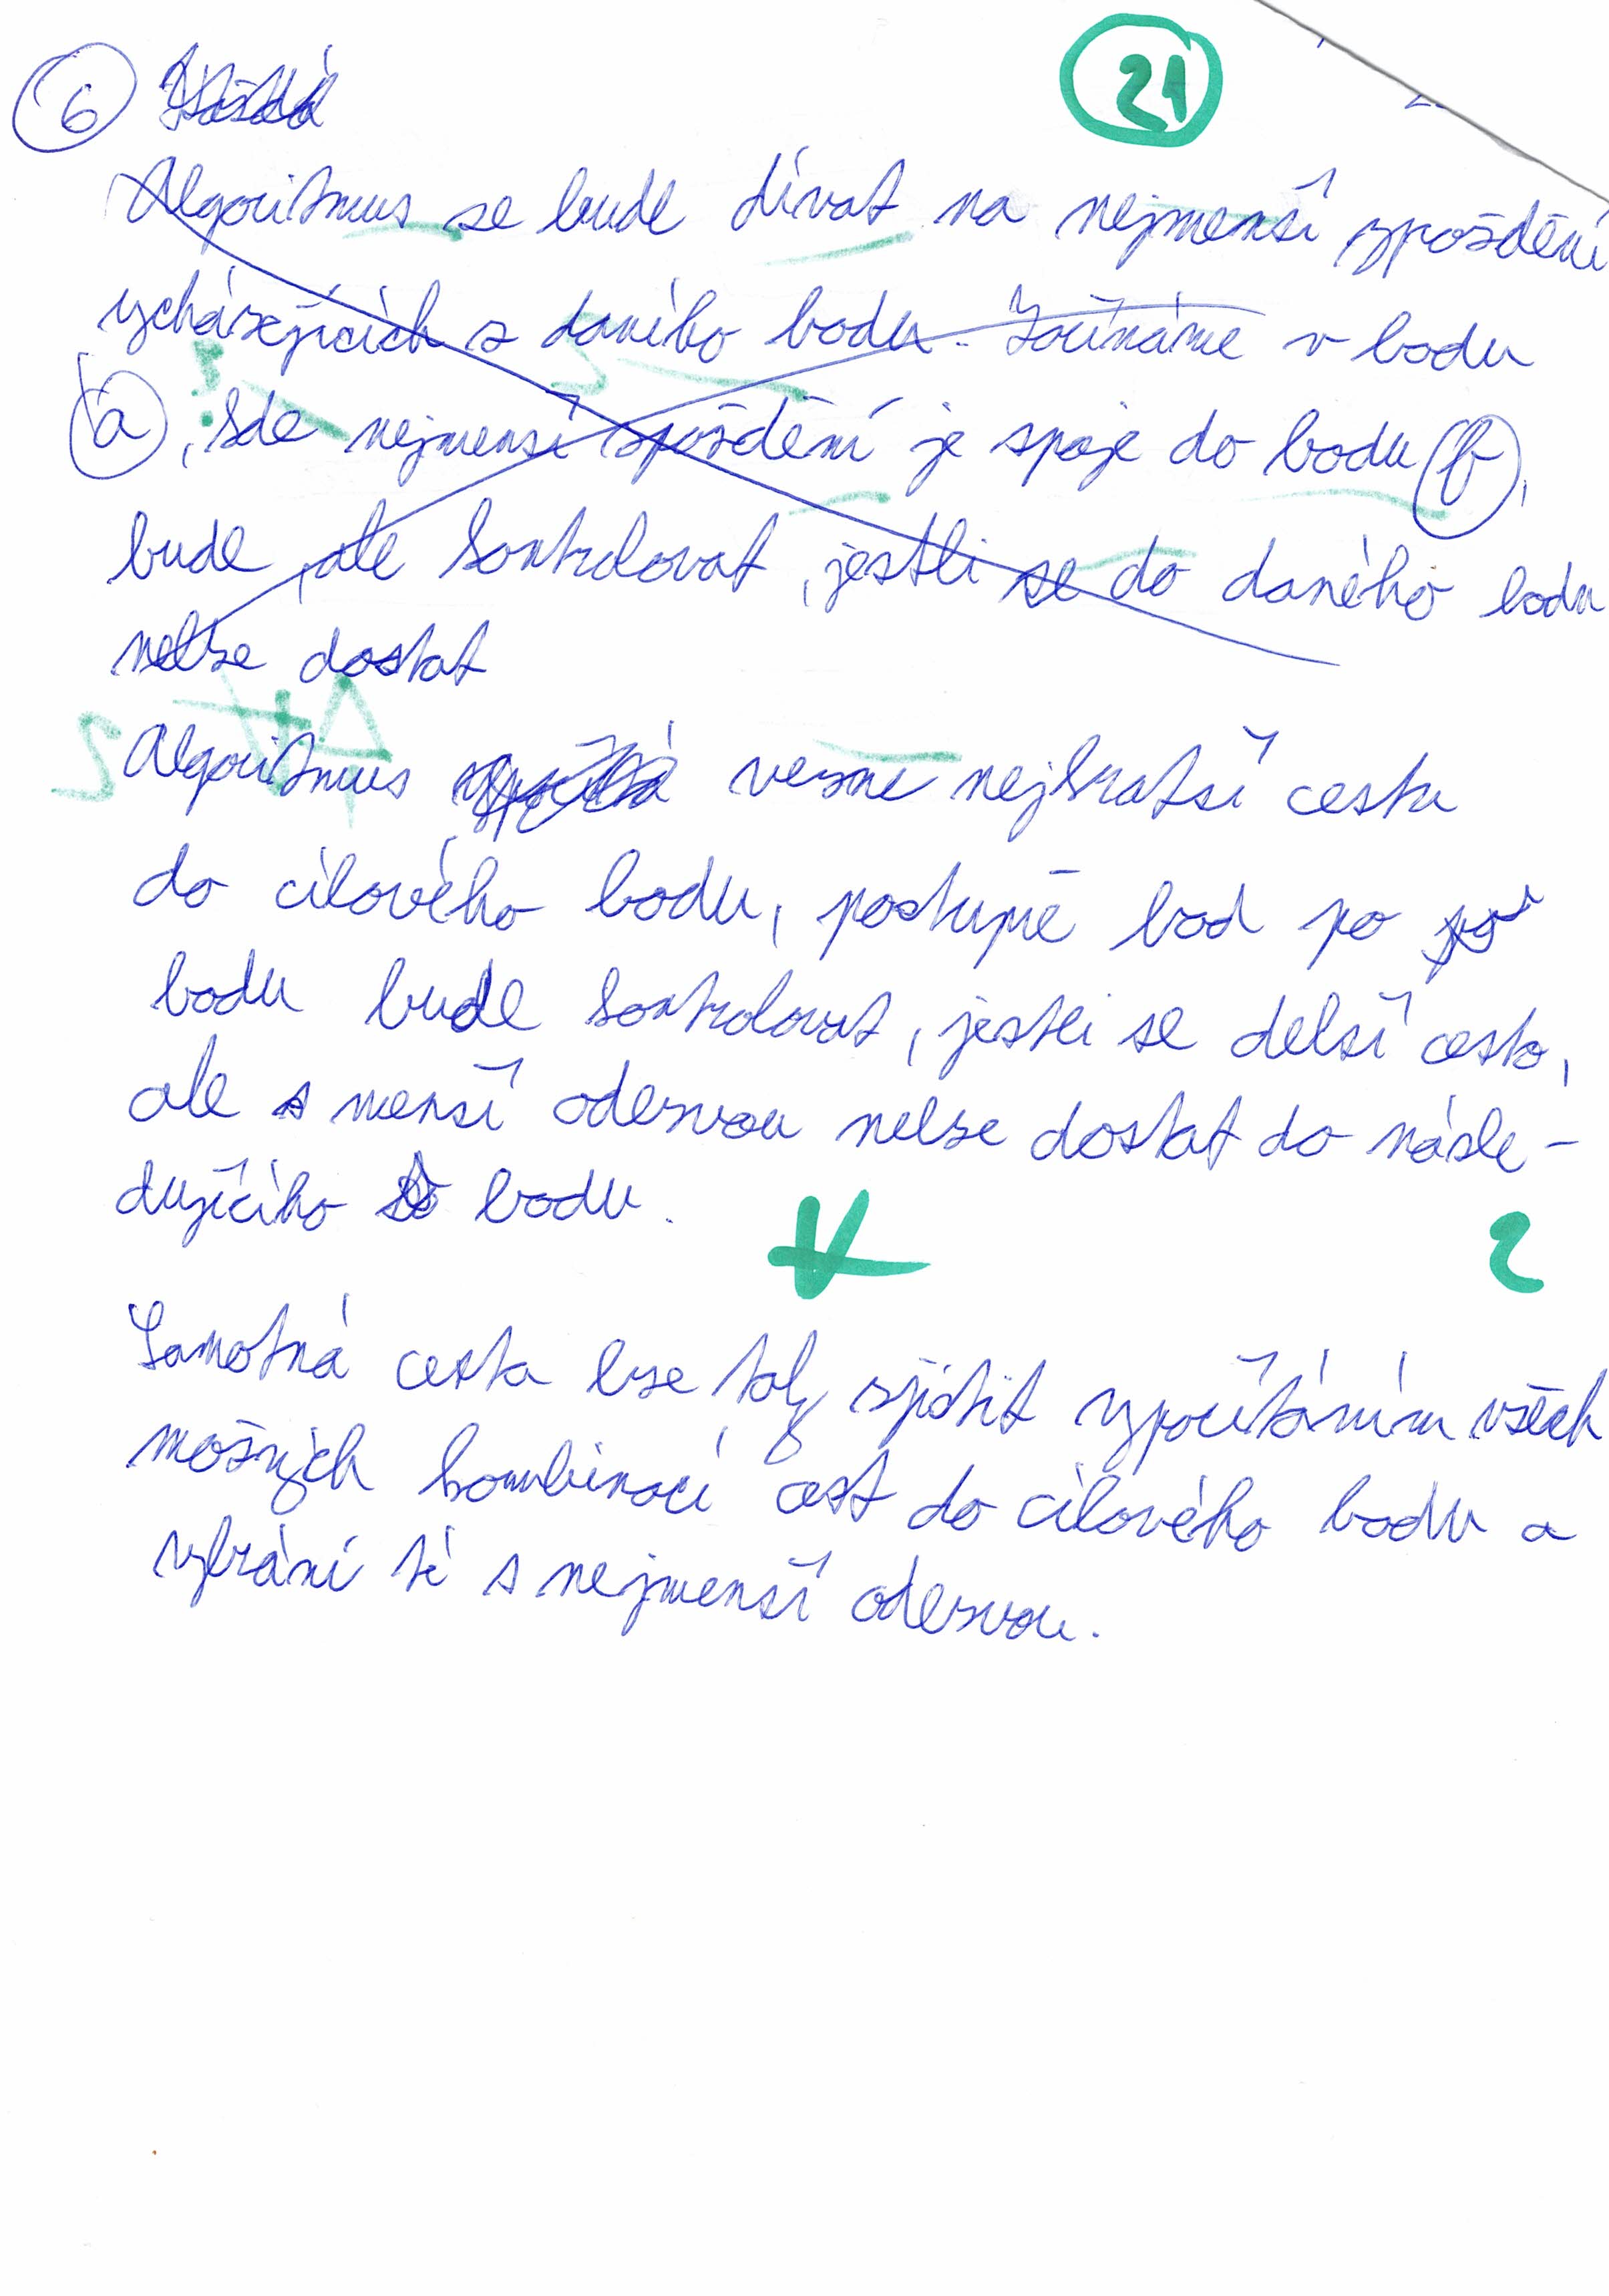 6
21
Algoritmus se bude dívat na nejmenší zpoždění
vycházejících z daného bodu. Začínáme v bodu
a, kde nejmenší zpoždění je spoje do bodu f,
bude, ale kontrolovat, jestli se do daného bodu
nelze dostat
Algoritmus vezme nejkratší cestu
do cílového bodu, postupně bod po
bodu bude kontrolovat, jestli se delší cestou,
ale s menší odezvou nelze dostat do násle-
dujícího bodu.
2
Samotná cesta lze taky zjistit vypočítáním všech
možných kombinací cest do cílového bodu a
vybrání té s nejmenší odezvou.